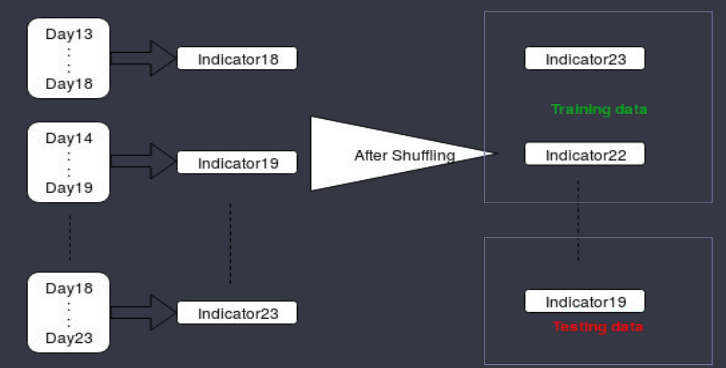 Day13
:
:
Day18
Indicator18
Indicator23
Training data
Day14
:
:
Day19
Indicator19
After Shuffling
Indicator22
Day18
:
:
Day23
Indicator23
Indicator19
Testing data